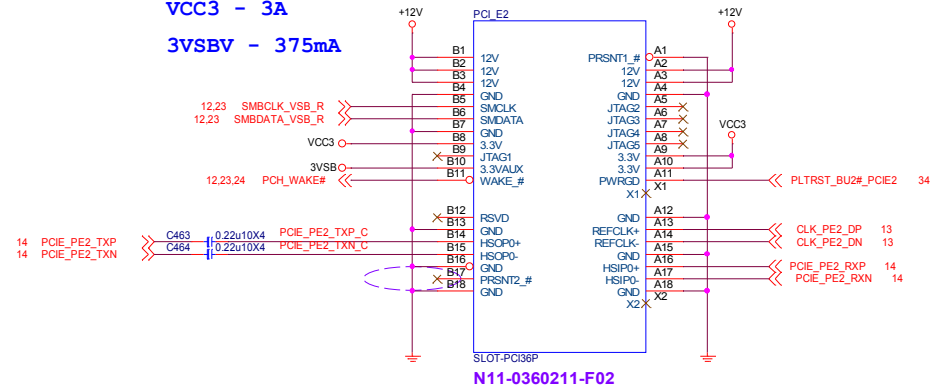 VCC3 - 3A
3VSBV - 375mA
+12V
PCI_E2
+12V
B1 12V PRSNT1_# A1
B2 12V 12V A2
B3 12V 12V A3
B4 GND GND A4
12,23 SMBCLK_VSB_R B5 SMCLK JTAG2 A5
12,23 SMBDATA_VSB_R B6 SMDATA JTAG3 A6
B7 GND JTAG4 A7
VCC3 B8 3.3V JTAG5 A8 VCC3
B9 JTAG1 3.3V A9
3VSB B10 3.3VAUX 3.3V A10
12,23,24 PCH_WAKE# B11 WAKE_# PWRGD A11 PLTRST_BU2#_PCIE2 34
X1 X1
B12 RSVD GND A12
B13 GND REFCLK+ A13 CLK_PE2_DP 13
14 PCIE_PE2_TXP C463 0.22u10X4 PCIE_PE2_TXP_C B14 HSOP0+ REFCLK- A14 CLK_PE2_DN 13
14 PCIE_PE2_TXN C464 0.22u10X4 PCIE_PE2_TXN_C B15 HSOP0- GND A15
B16 GND HSIP0+ A16 PCIE_PE2_RXP 14
B17 PRSNT2_# HSIP0- A17 PCIE_PE2_RXN 14
B18 GND GND A18
X2 X2
SLOT-PCI36P
N11-0360211-F02